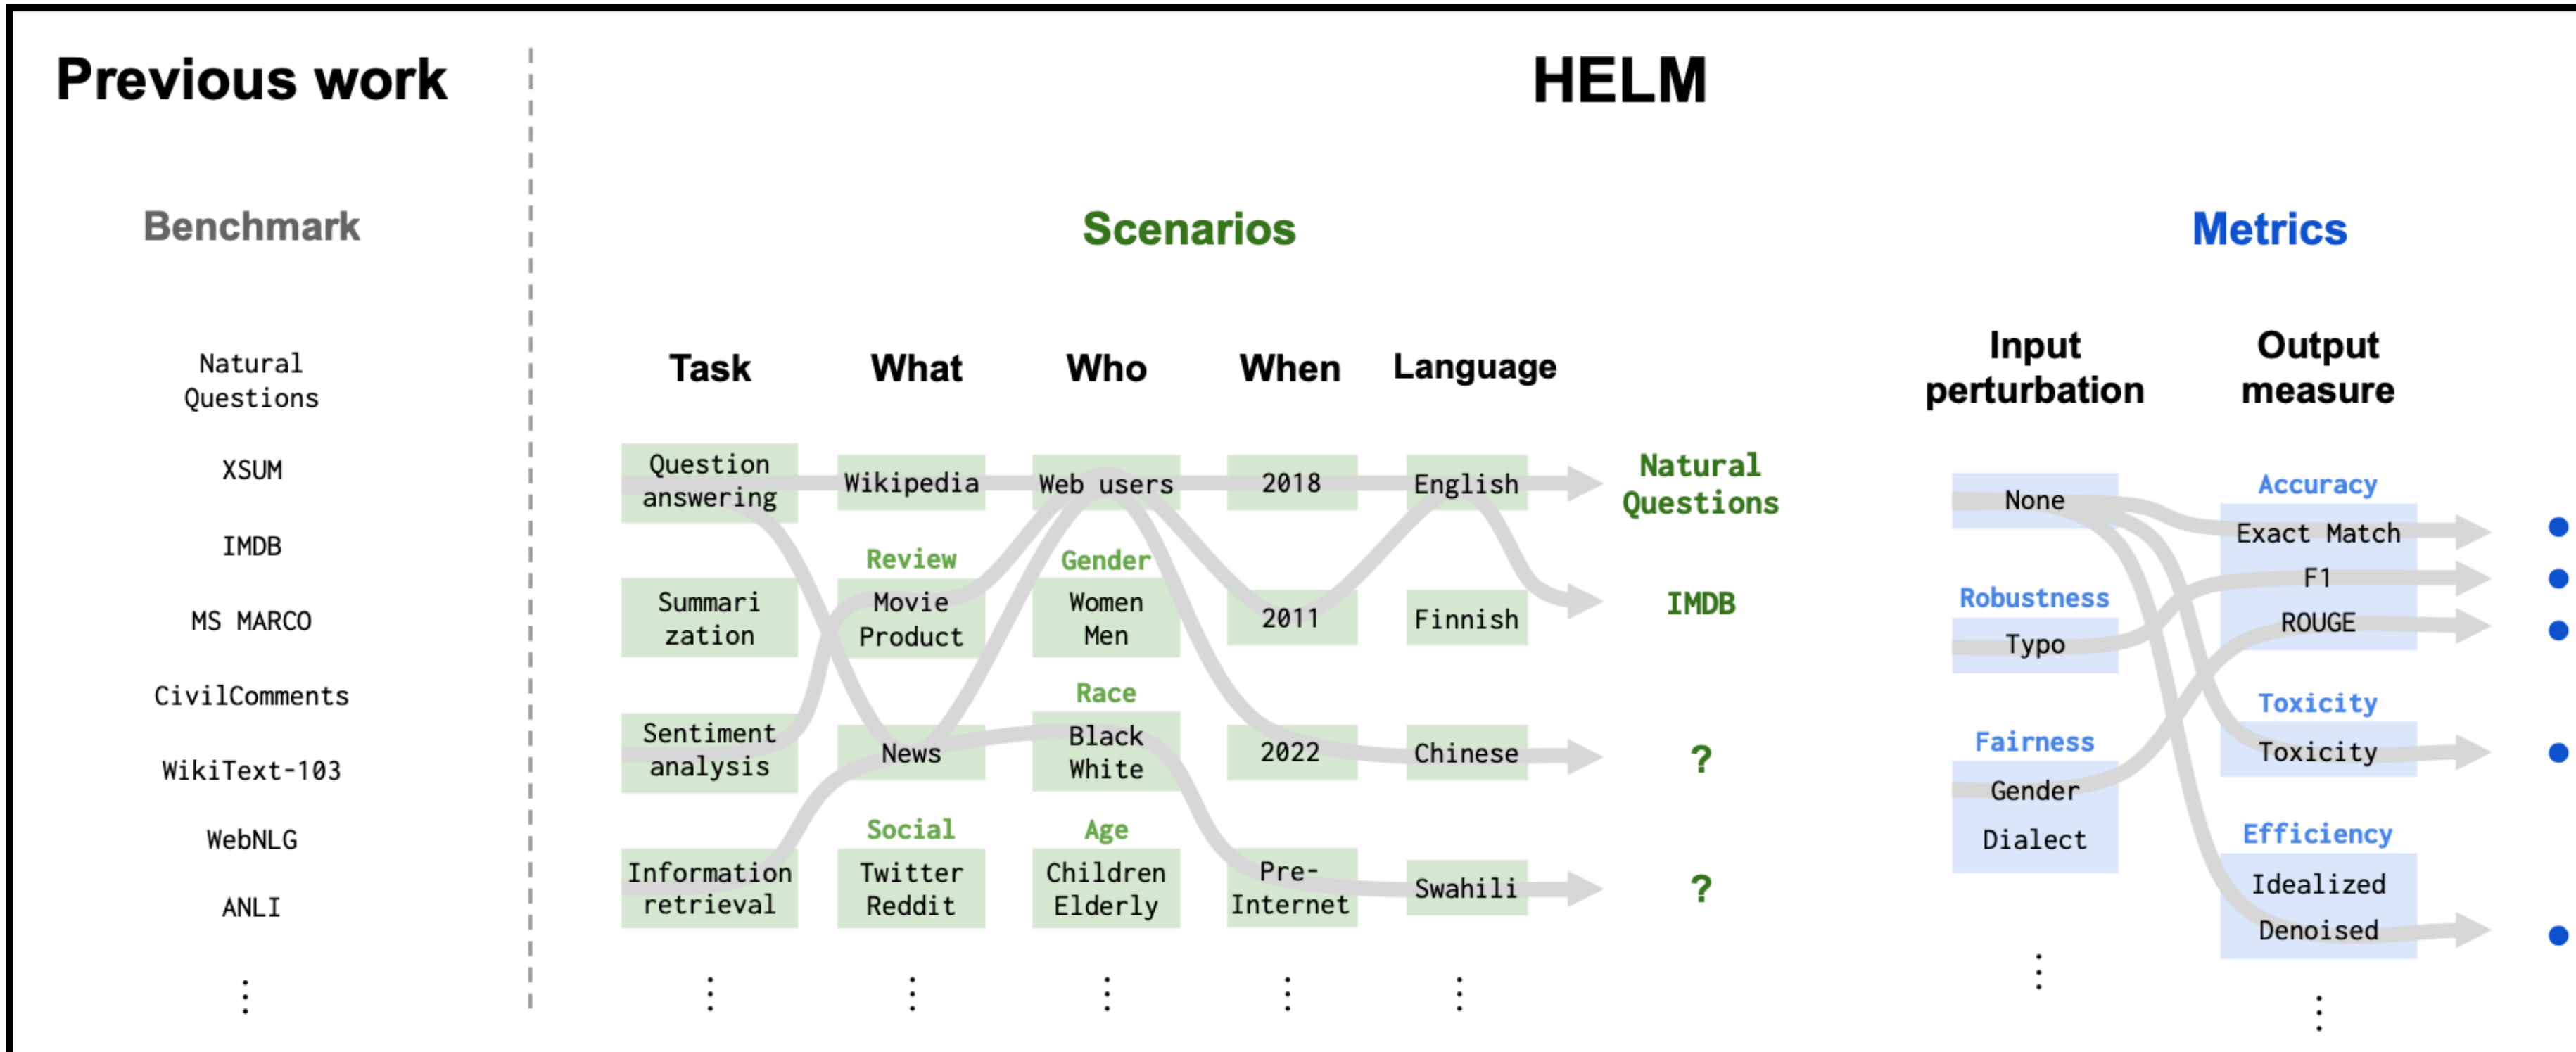 Previous work
HELM
Benchmark
Scenarios
Metrics
Natural
Questions
XSUM
IMDB
MS MARCO
CivilComments
WikiText-103
WebNLG
ANLI
⋮
Task
What
Who
When
Language
Question
answering
Wikipedia
Web users
2018
English
Natural
Questions
Summari
zation
Review
Movie
Product
Gender
Women
Men
2011
Finnish
IMDB
Sentiment
analysis
News
Race
Black
White
2022
Chinese
?
Information
retrieval
Social
Twitter
Reddit
Age
Children
Elderly
Pre-
Internet
Swahili
?
⋮ ⋮ ⋮ ⋮ ⋮
Input
perturbation
None
Robustness
Typo
Fairness
Gender
Dialect
⋮
Output
measure
Accuracy
Exact Match
F1
ROUGE
Toxicity
Toxicity
Efficiency
Idealized
Denoised
⋮